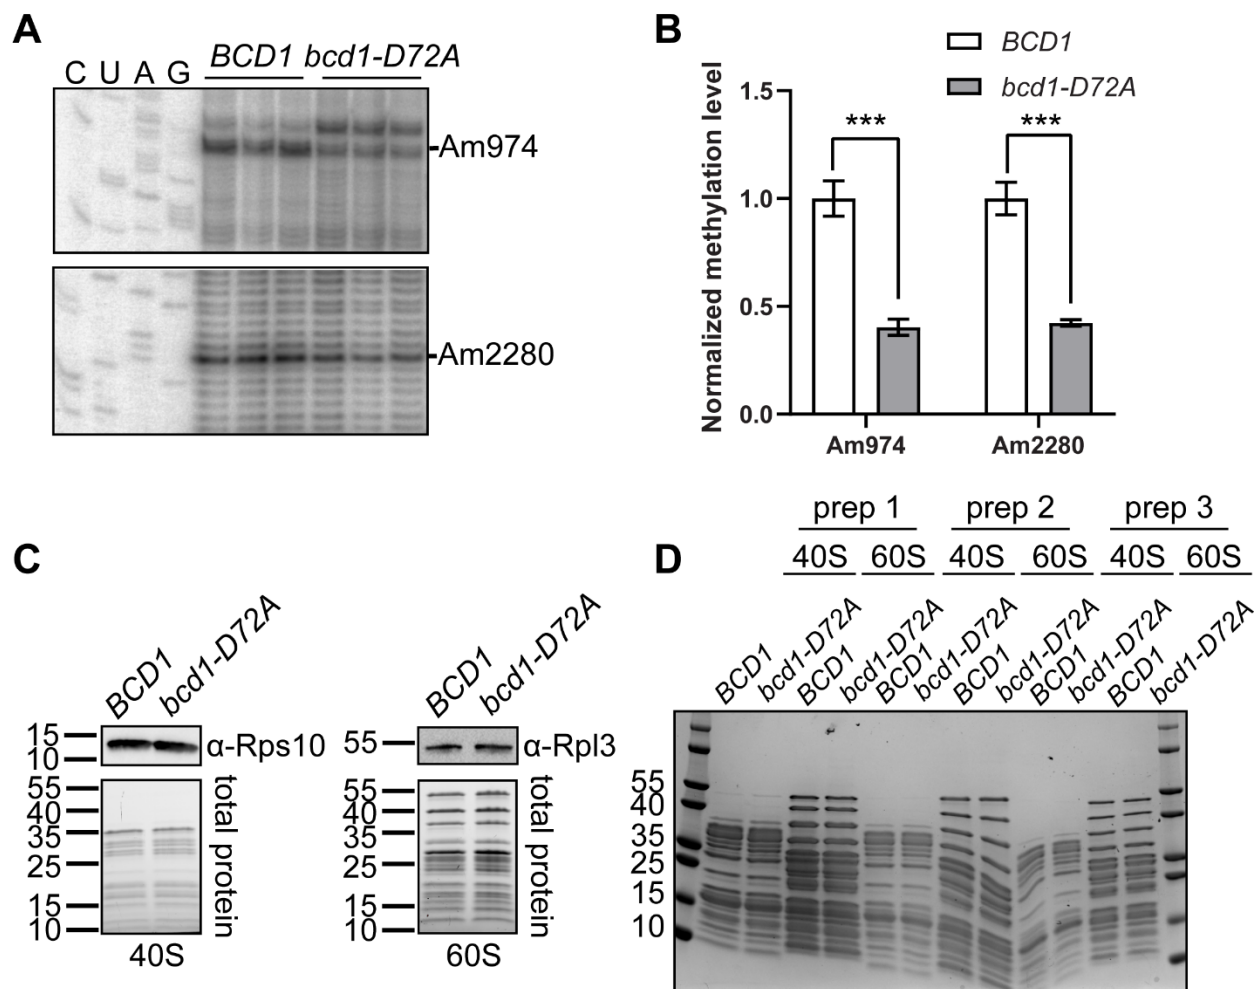 A
C U A G
BCD1 bcd1-D72A
-Am974
-Am2280
B
BCD1
bcd1-D72A
Normalized methylation level
1.5
1.0
0.5
0.0
***
***
Am974
Am2280
C
BCD1
bcd1-D72A
15
10
α-Rps10
55
40
35
25
15
10
total protein
40S
BCD1
bcd1-D72A
55
α-Rpl3
55
40
35
25
15
10
total protein
60S
D
prep 1 prep 2 prep 3
40S 60S 40S 60S 40S 60S
BCD1 bcd1-D72A BCD1 bcd1-D72A BCD1 bcd1-D72A BCD1 bcd1-D72A BCD1 bcd1-D72A BCD1 bcd1-D72A
55
40
35
25
15
10